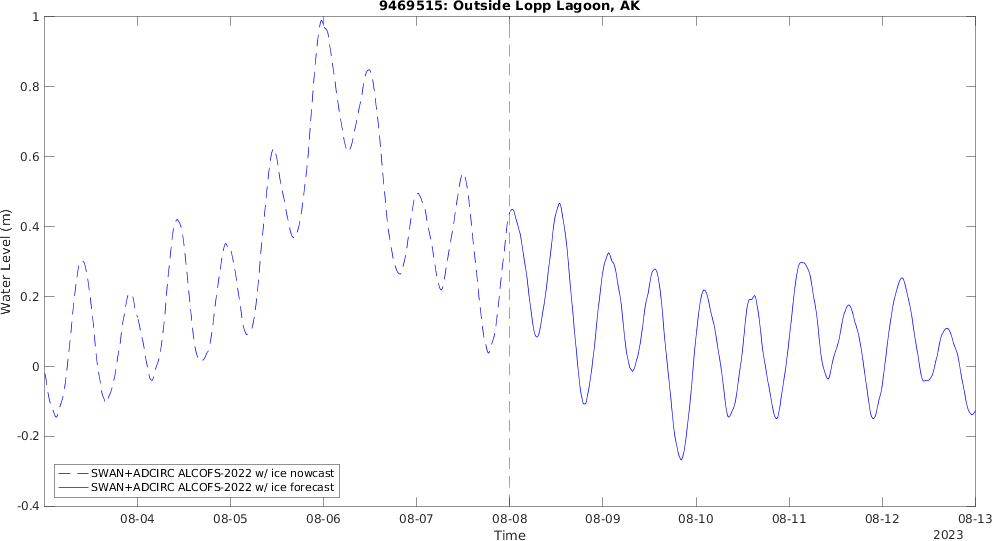 9469515: Outside Lopp Lagoon, AK
1
0.8
0.6
0.4
0.2
0
-0.2
-0.4
Water Level (m)
SWAN+ADCIRC ALCOFS-2022 w/ ice nowcast
SWAN+ADCIRC ALCOFS-2022 w/ ice forecast
08-04 08-05 08-06 08-07 08-08 08-09 08-10 08-11 08-12 08-13
Time
2023